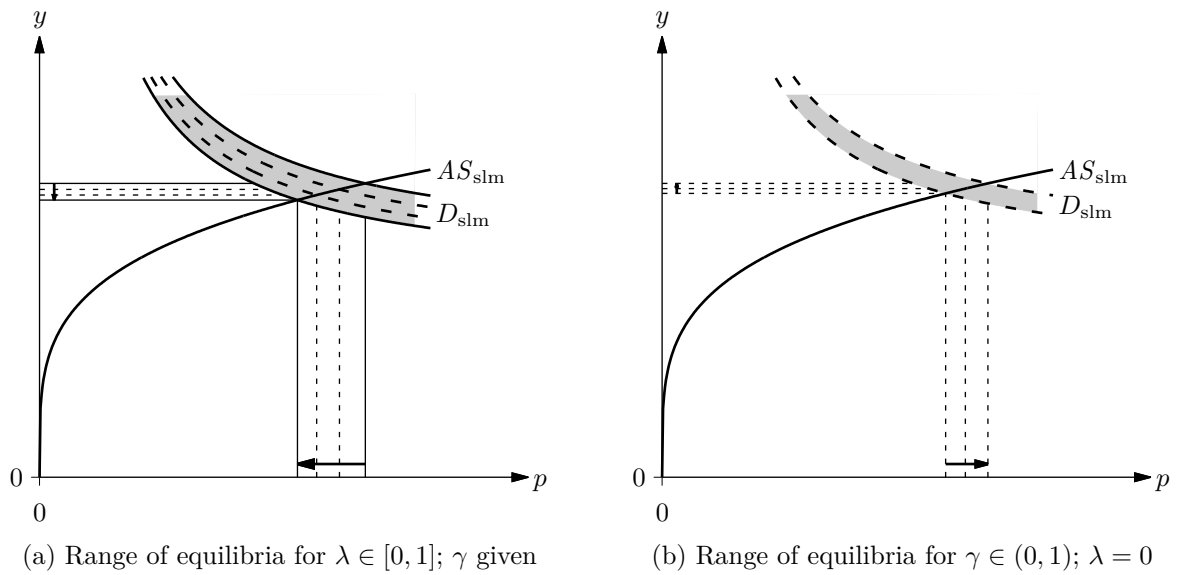 y
AS_slm
D_slm
0
p
0
(a) Range of equilibria for λ ∈ [0, 1]; γ given
y
AS_slm
D_slm
0
p
0
(b) Range of equilibria for γ ∈ (0, 1); λ = 0